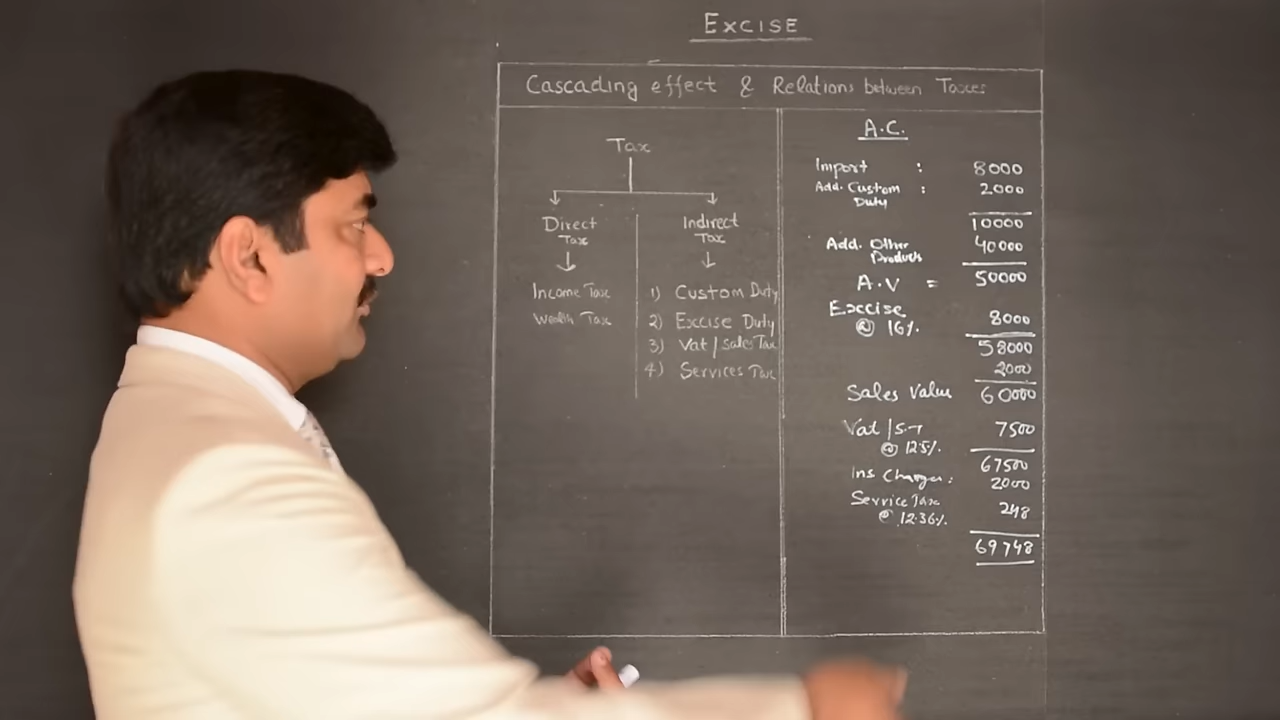 EXCISE
Cascading effect & Relations between Taxes
Tax
Direct Tax
Income Tax
Wealth Tax
Indirect Tax
1) Custom Duty
2) Excise Duty
3) Vat / Sales Tax
4) Services Tax
A.C.
Import : 8000
Add. Custom Duty : 2000
10000
Add. Other Products 40000
A.V = 50000
Excise @ 16%. 8000
58000
2000
Sales Value 60000
Vat / S.T @ 12.5%. 7500
67500
Ins Charges: 2000
Service Tax @ 12.36%. 248
69748